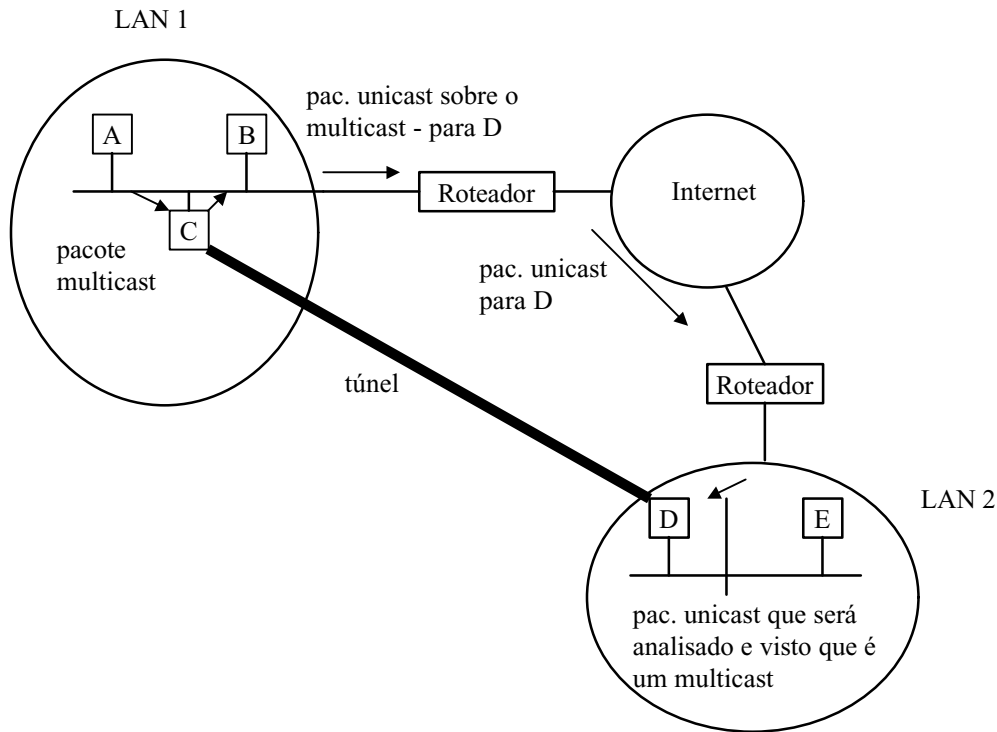 LAN 1
pac. unicast sobre o
multicast - para D
A
B
Roteador
Internet
C
pacote
multicast
pac. unicast
para D
túnel
Roteador
LAN 2
D
E
pac. unicast que será
analisado e visto que é
um multicast